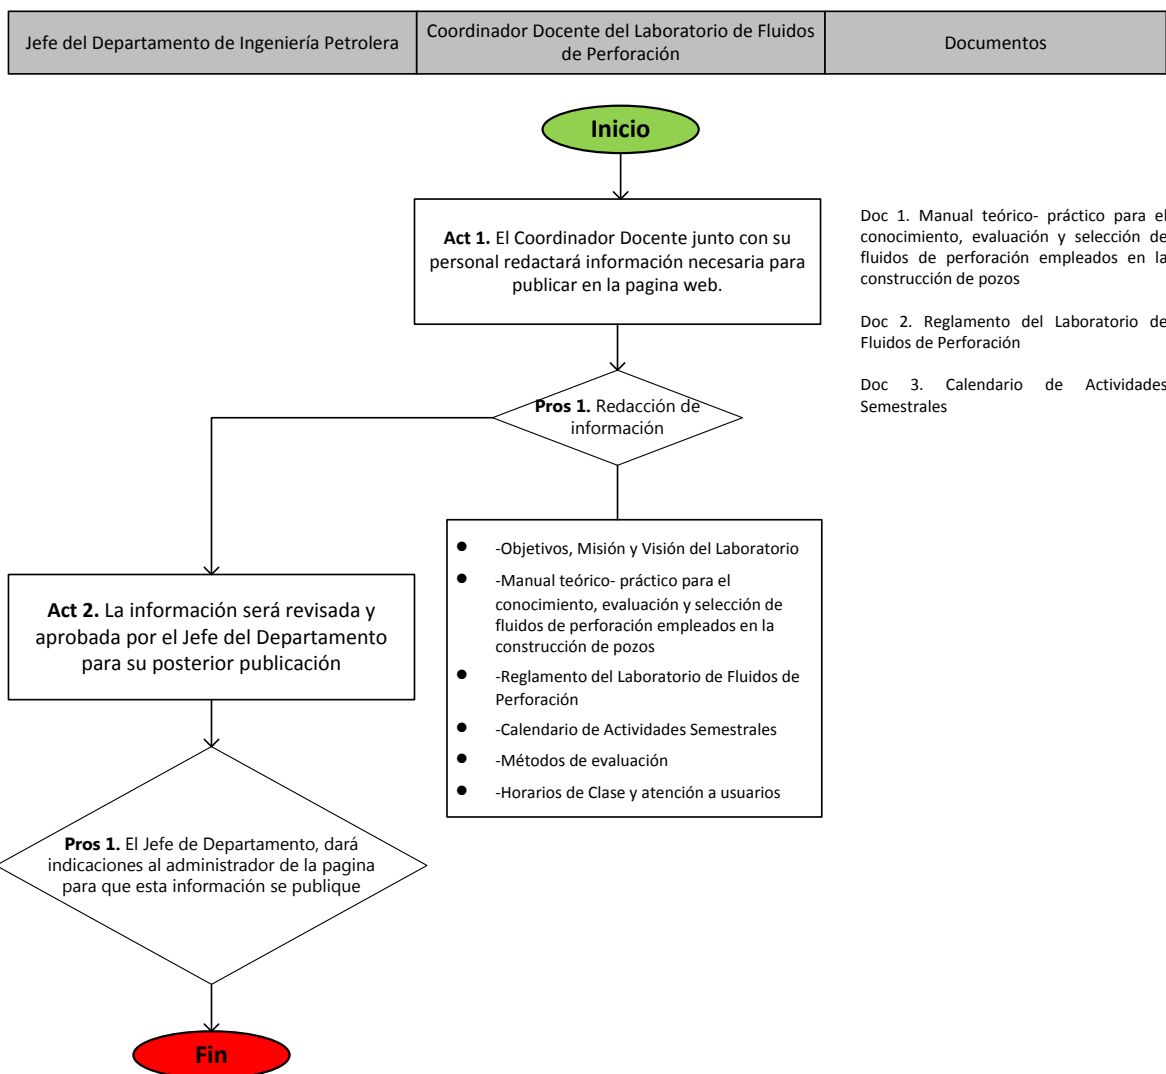 Jefe del Departamento de Ingeniería Petrolera
Coordinador Docente del Laboratorio de Fluidos
de Perforación
Documentos
Inicio
Act 1. El Coordinador Docente junto con su
personal redactará información necesaria para
publicar en la pagina web.
Doc 1. Manual teórico- práctico para el
conocimiento, evaluación y selección de
fluidos de perforación empleados en la
construcción de pozos
Doc 2. Reglamento del Laboratorio de
Fluidos de Perforación
Doc 3. Calendario de Actividades
Semestrales
Pros 1. Redacción de
información
● -Objetivos, Misión y Visión del Laboratorio
● -Manual teórico- práctico para el
conocimiento, evaluación y selección de
fluidos de perforación empleados en la
construcción de pozos
● -Reglamento del Laboratorio de Fluidos de
Perforación
● -Calendario de Actividades Semestrales
● -Métodos de evaluación
● -Horarios de Clase y atención a usuarios
Act 2. La información será revisada y
aprobada por el Jefe del Departamento
para su posterior publicación
Pros 1. El Jefe de Departamento, dará
indicaciones al administrador de la pagina
para que esta información se publique
Fin